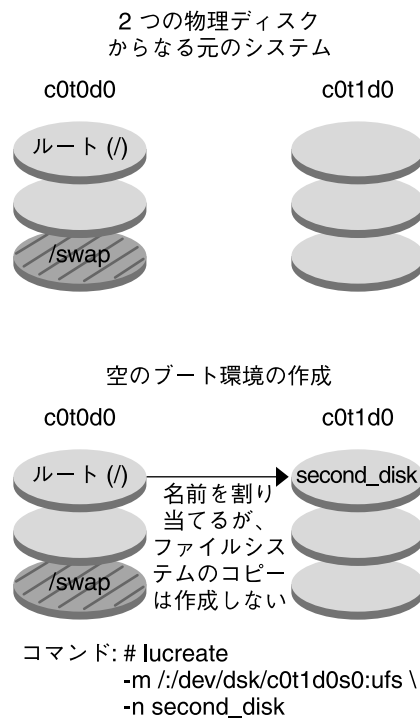 2 つの物理ディスク
からなる元のシステム
c0t0d0
c0t1d0
ルート (/)
/swap
空のブート環境の作成
c0t0d0
c0t1d0
ルート (/)
second_disk
名前を割り
当てるが、
ファイルシス
テムのコピー
は作成しない
/swap
コマンド: # lucreate
-m /:/dev/dsk/c0t1d0s0:ufs \
-n second_disk